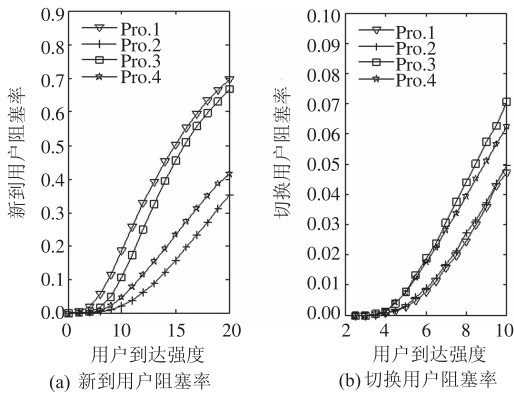 0.9
0.8
0.7
0.6
0.5
0.4
0.3
0.2
0.1
0.0
新到用户阻塞率
Pro.1
Pro.2
Pro.3
Pro.4
0 5 10 15 20
用户到达强度
(a) 新到用户阻塞率
0.10
0.09
0.08
0.07
0.06
0.05
0.04
0.03
0.02
0.01
0.00
切换用户阻塞率
Pro.1
Pro.2
Pro.3
Pro.4
2 4 6 8 10
用户到达强度
(b) 切换用户阻塞率